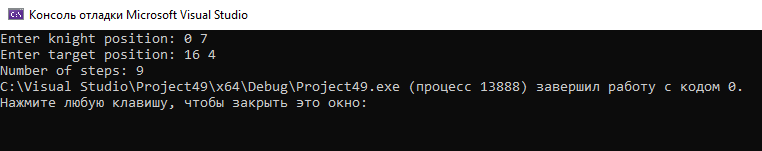 Консоль отладки Microsoft Visual Studio
Enter knight position: 0 7
Enter target position: 16 4
Number of steps: 9
C:\Visual Studio\Project49\x64\Debug\Project49.exe (процесс 13888) завершил работу с кодом 0.
Нажмите любую клавишу, чтобы закрыть это окно: